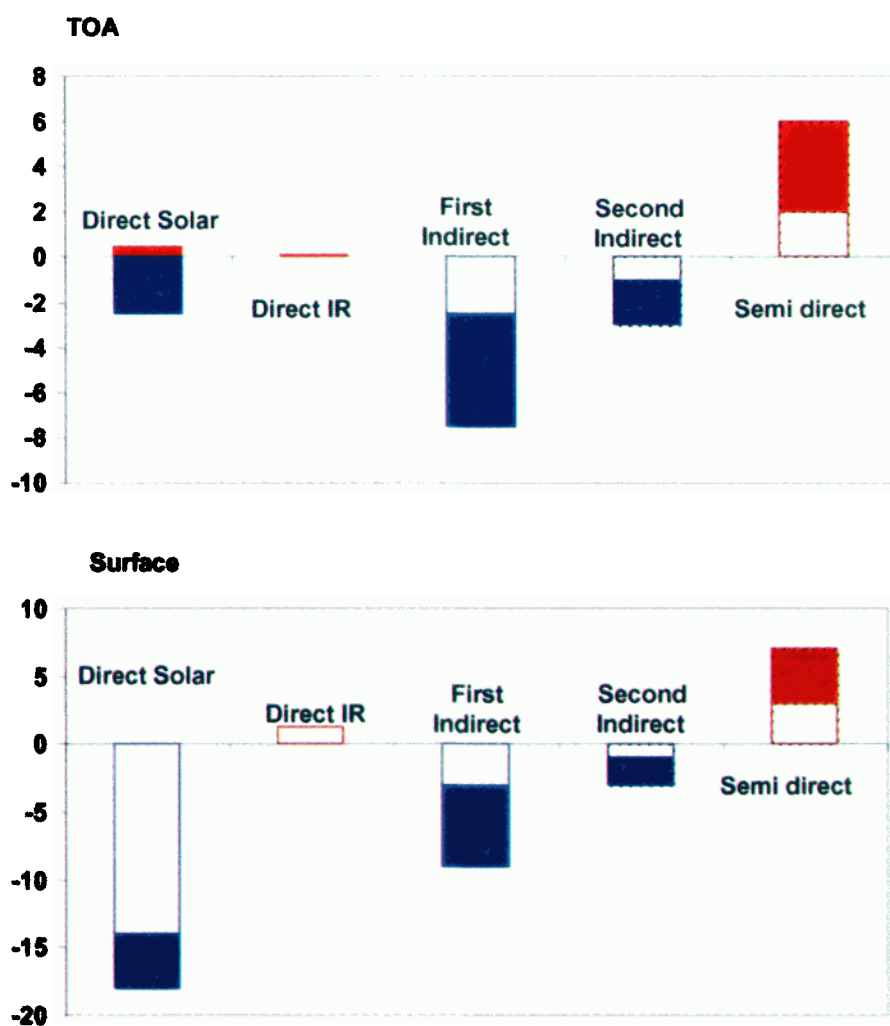 TOA
8
6
4
2
0
-2
-4
-6
-8
-10
Direct Solar
Direct IR
First
Indirect
Second
Indirect
Semi direct
Surface
10
5
0
-5
-10
-15
-20
Direct Solar
Direct IR
First
Indirect
Second
Indirect
Semi direct